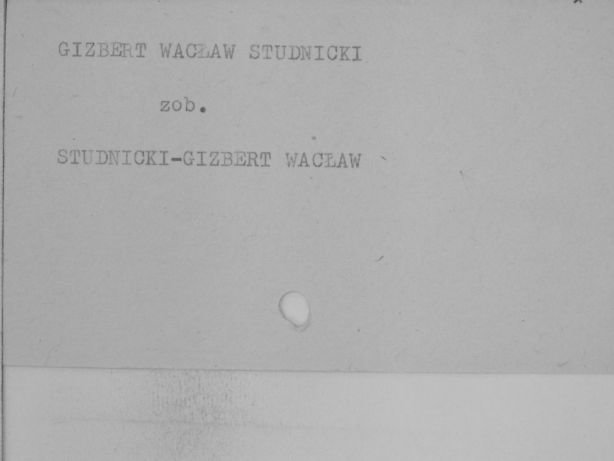 GIZBERT WACŁAW STUDNICKI
zob.
STUDNICKI-GIZBERT WACŁAW